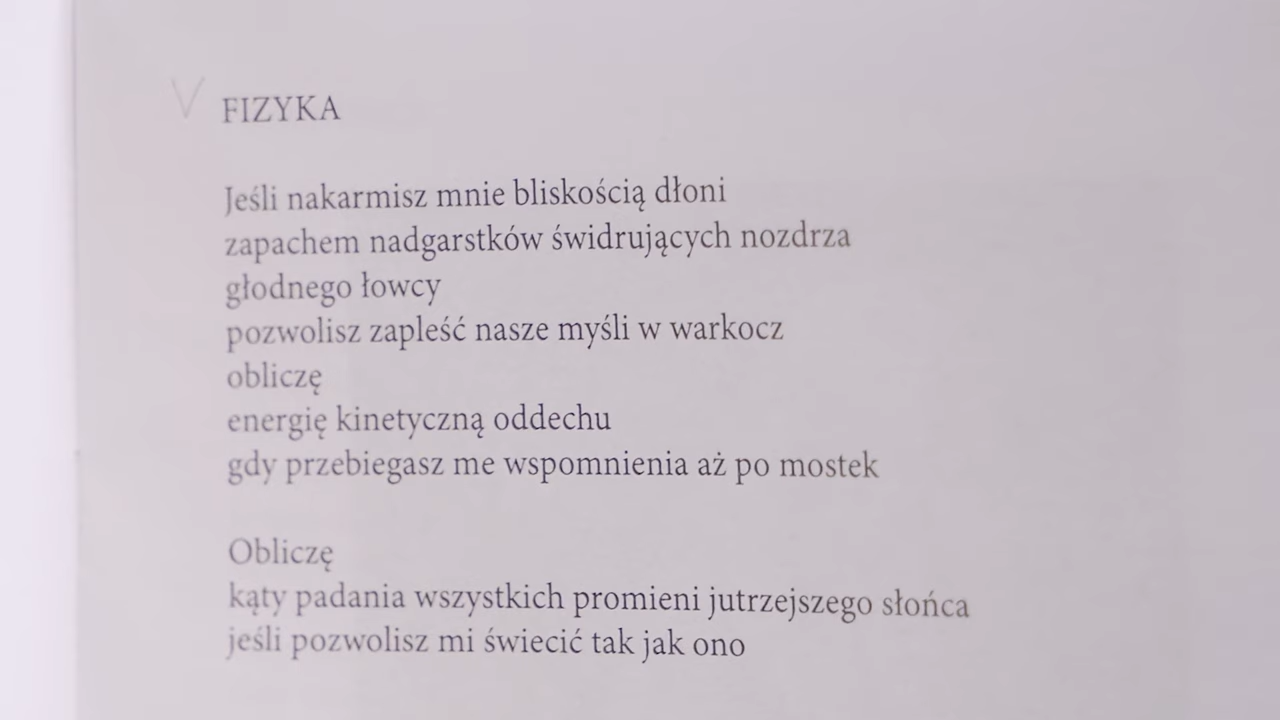 FIZYKA
Jeśli nakarmisz mnie bliskością dłoni
zapachem nadgarstków świdrujących nozdrza
głodnego łowcy
pozwolisz zapleść nasze myśli w warkocz
obliczę
energię kinetyczną oddechu
gdy przebiegasz me wspomnienia aż po mostek
Obliczę
kąty padania wszystkich promieni jutrzejszego słońca
jeśli pozwolisz mi świecić tak jak ono